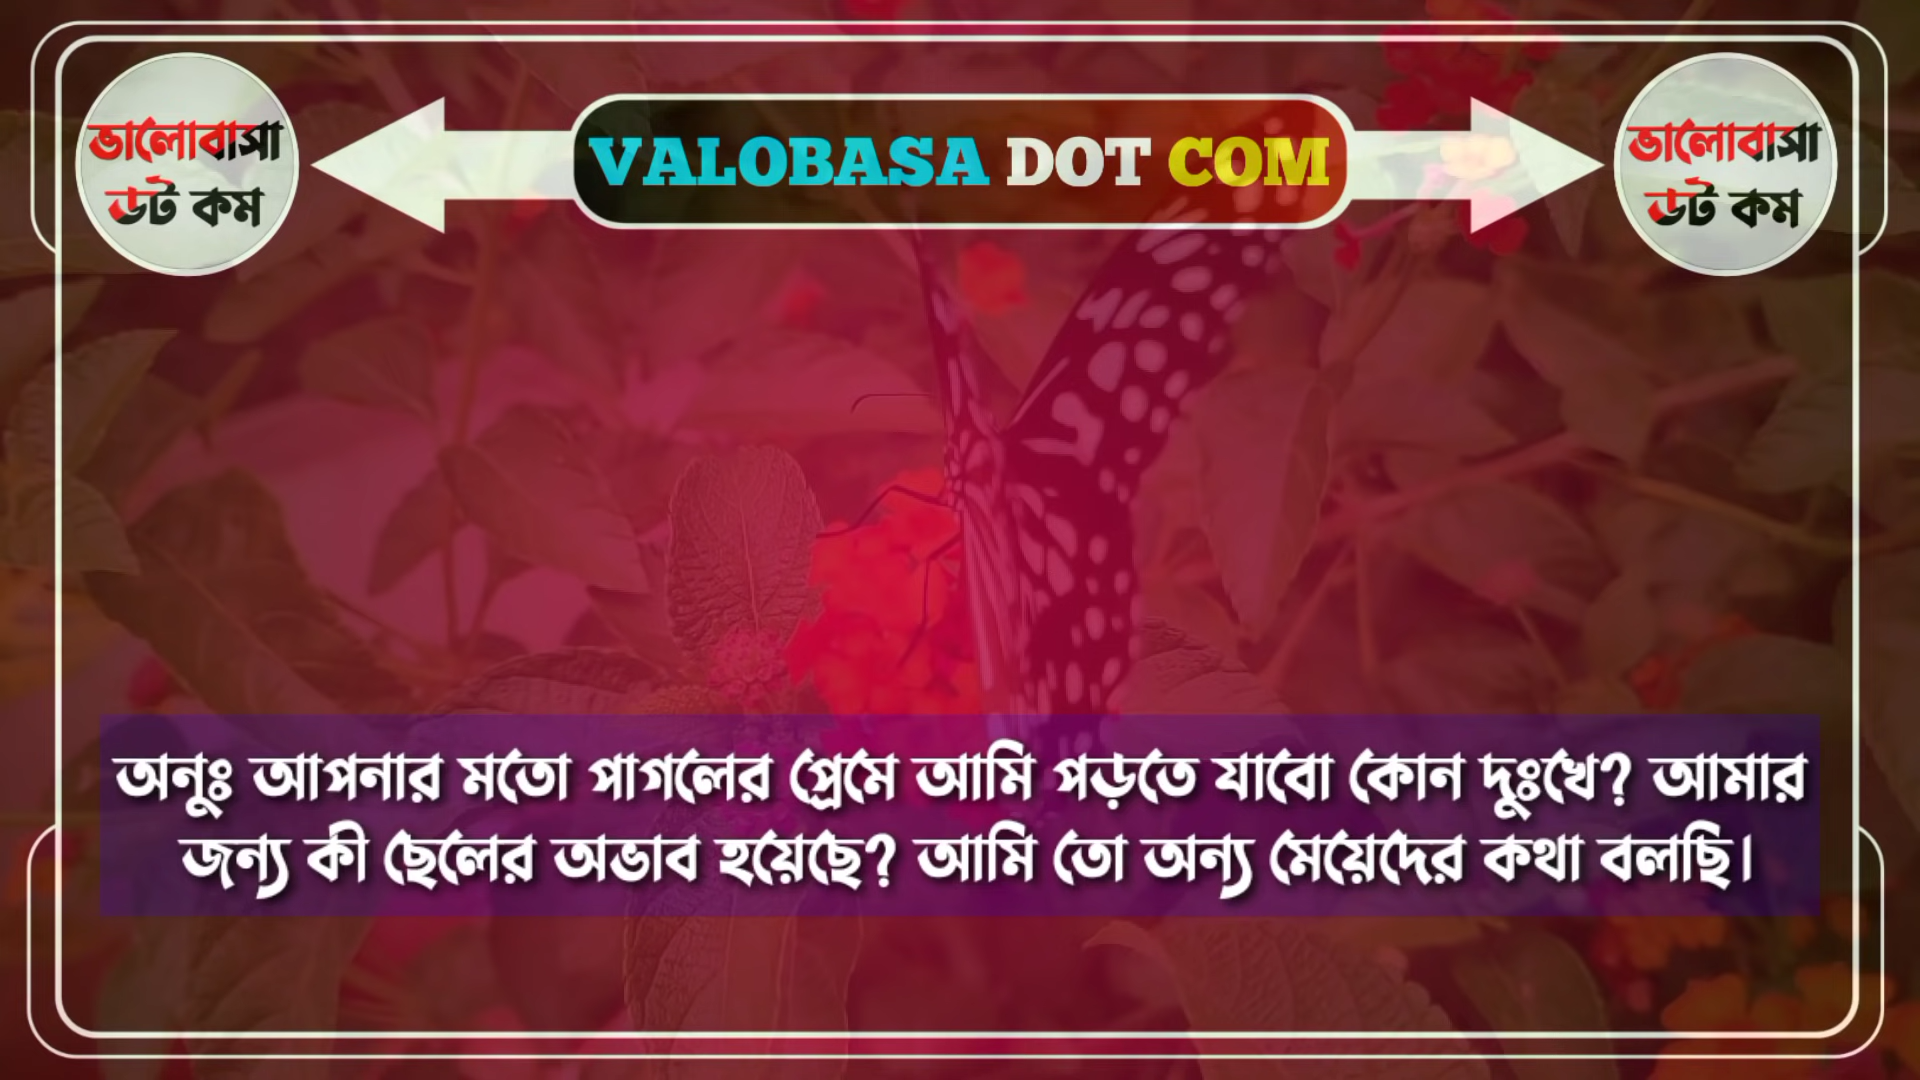 ভালোবাসা
ডট কম
VALOBASA DOT COM
ভালোবাসা
ডট কম
অনুঃ আপনার মতো পাগলের প্রেমে আমি পড়তে যাবো কোন দুঃখে? আমার
জন্য কী ছেলের অভাব হয়েছে? আমি তো অন্য মেয়েদের কথা বলছি।